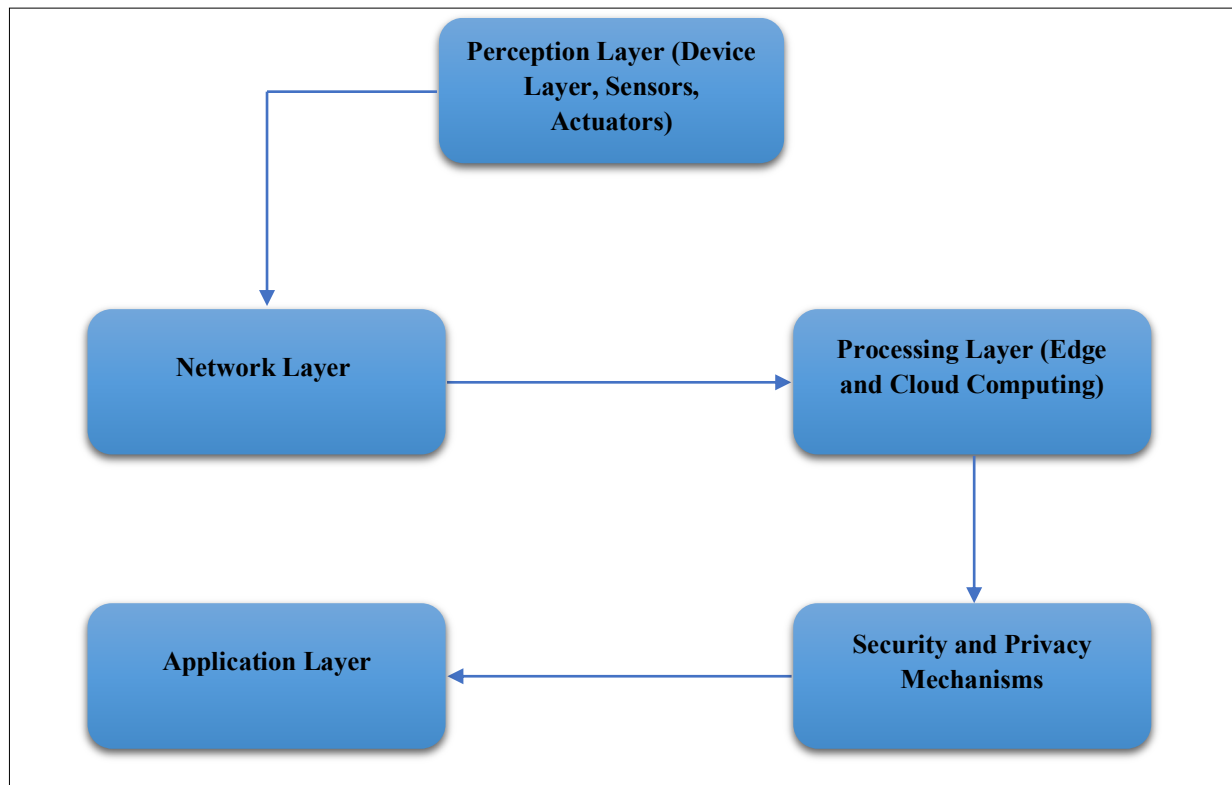 Perception Layer (Device
Layer, Sensors,
Actuators)
Network Layer
Processing Layer (Edge
and Cloud Computing)
Application Layer
Security and Privacy
Mechanisms